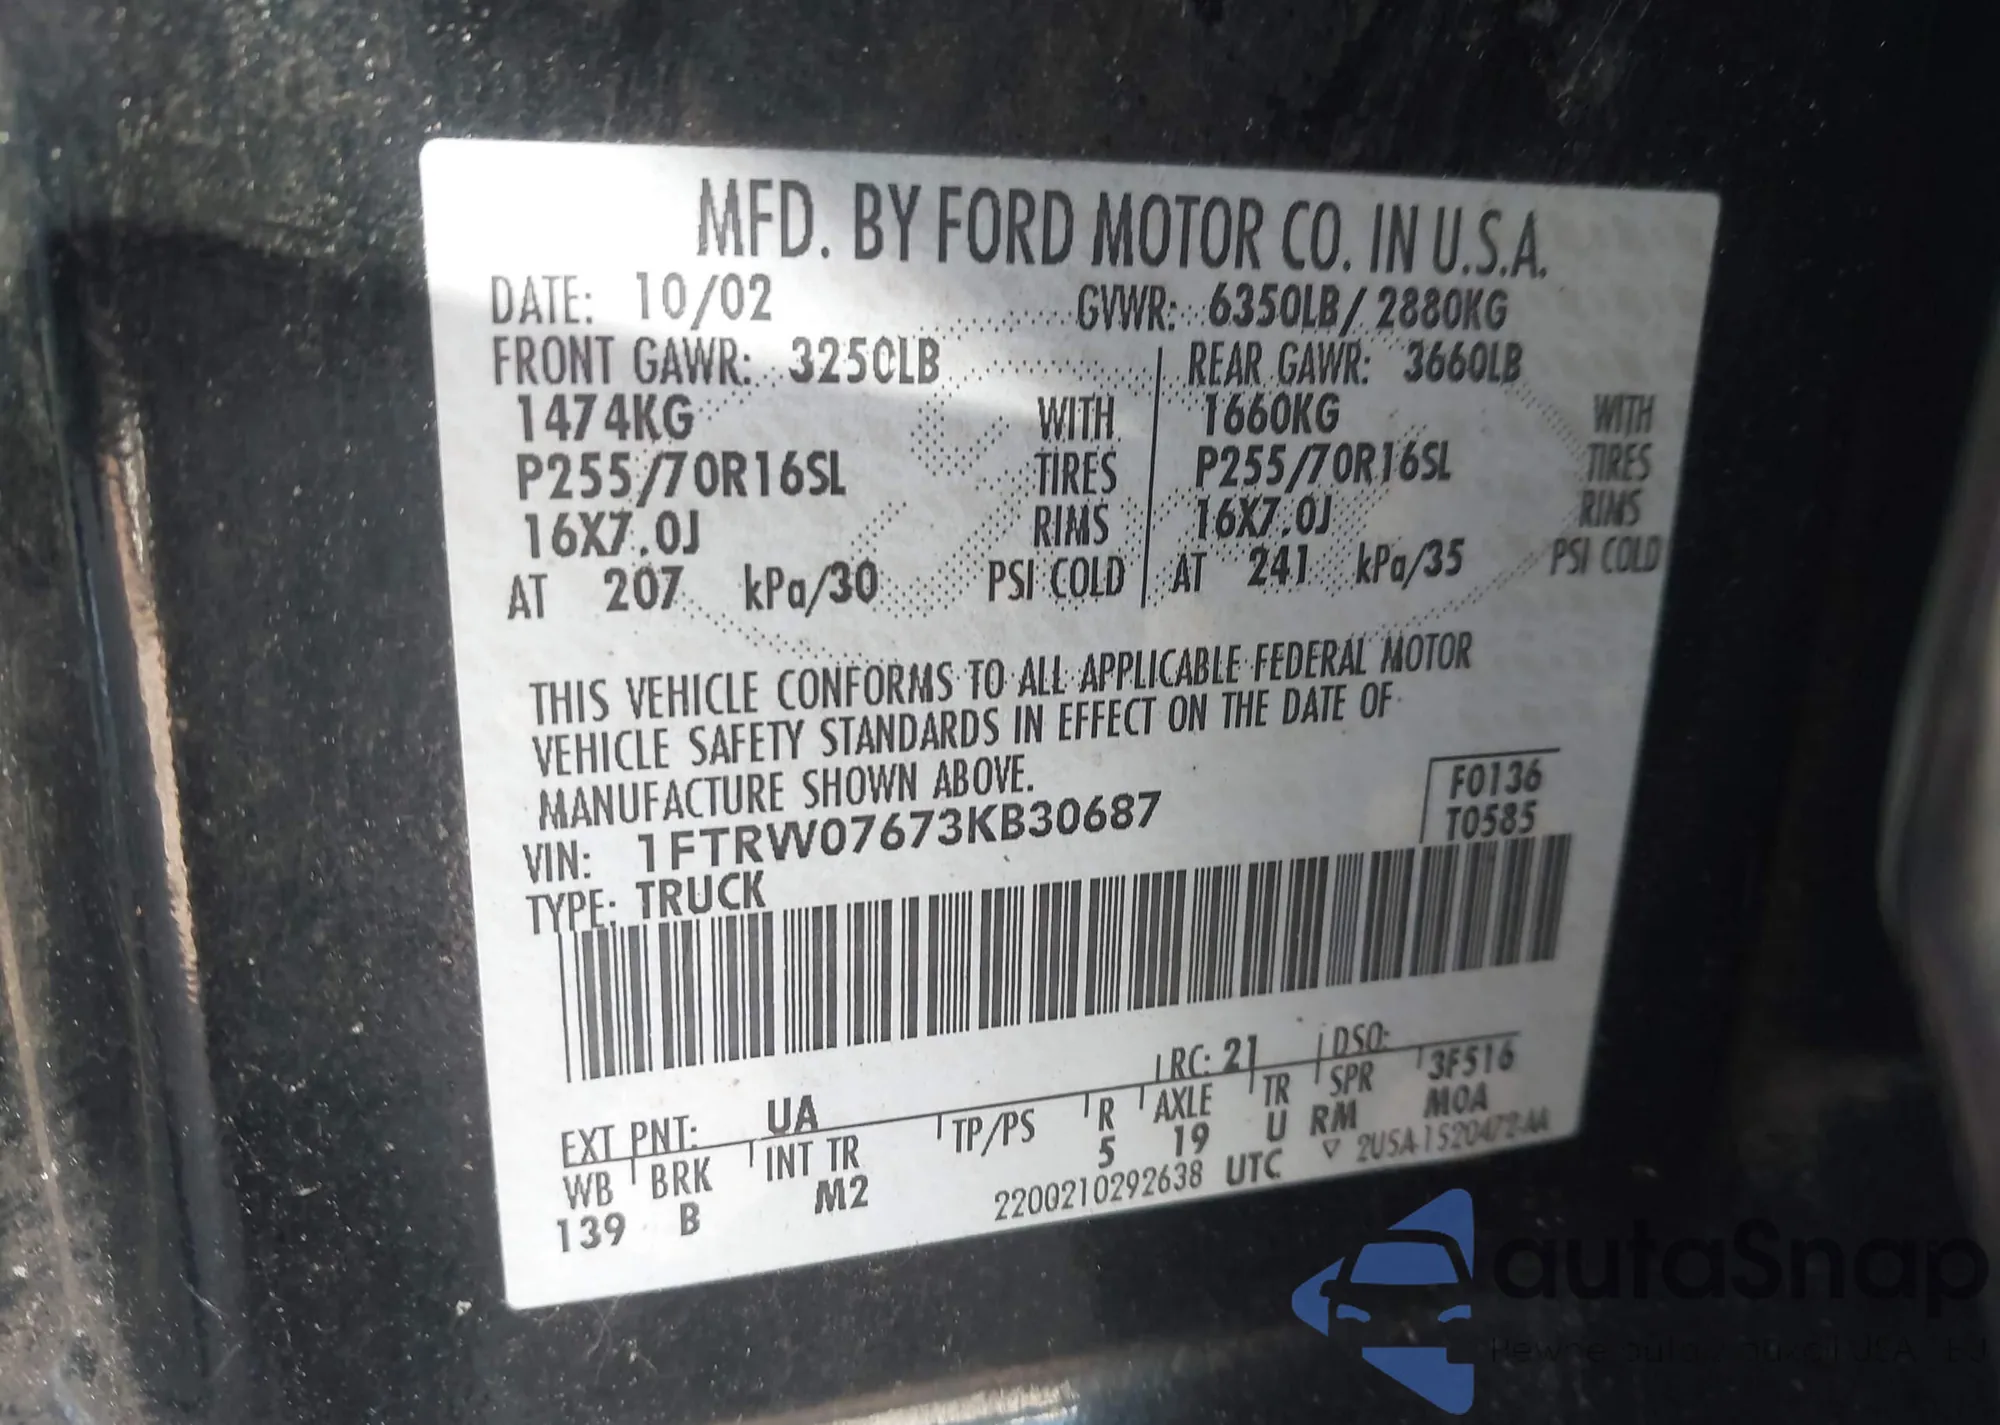 MFD. BY FORD MOTOR CO. IN U.S.A.
DATE: 10/02 GVWR: 6350LB/ 2880KG
FRONT GAWR: 3250LB REAR GAWR: 3660LB
1474KG WITH 1660KG WITH
P255/70R16SL TIRES P255/70R16SL TIRES
16X7.0J RIMS 16X7.0J RIMS
AT 207 kPa/30 PSI COLD AT 241 kPa/35 PSI COLD
THIS VEHICLE CONFORMS TO ALL APPLICABLE FEDERAL MOTOR
VEHICLE SAFETY STANDARDS IN EFFECT ON THE DATE OF
MANUFACTURE SHOWN ABOVE.
F0136
VIN: 1FTRW07673KB30687 T0585
TYPE: TRUCK
EXT PNT: UA RC: 21 DSO: 3F516
WB BRK INT TR TP/PS R AXLE TR SPR MOA
139 B M2 5 19 U RM
2200210292638 UTC ▽ 2U5A-1520472-AA
autaSnap